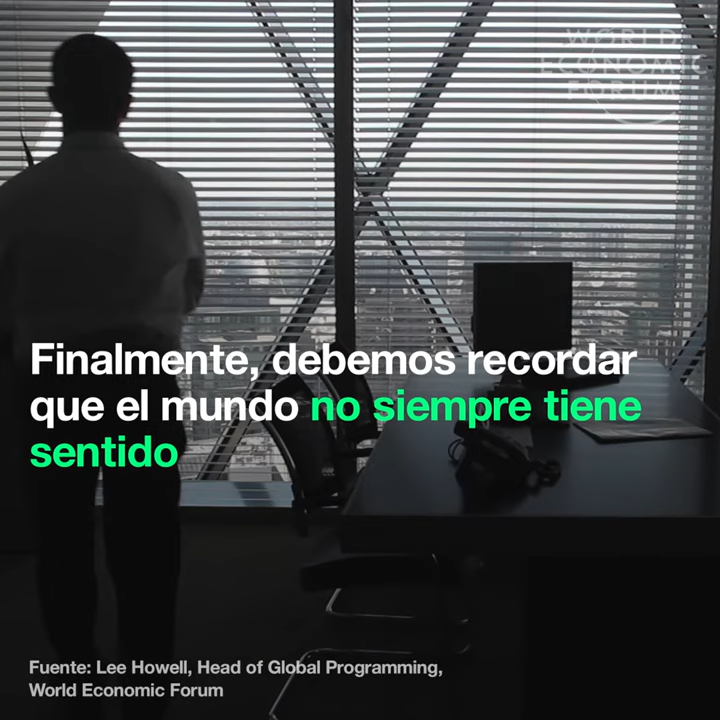 WORLD
ECONOMIC
FORUM
Finalmente, debemos recordar
que el mundo no siempre tiene
sentido
Fuente: Lee Howell, Head of Global Programming,
World Economic Forum